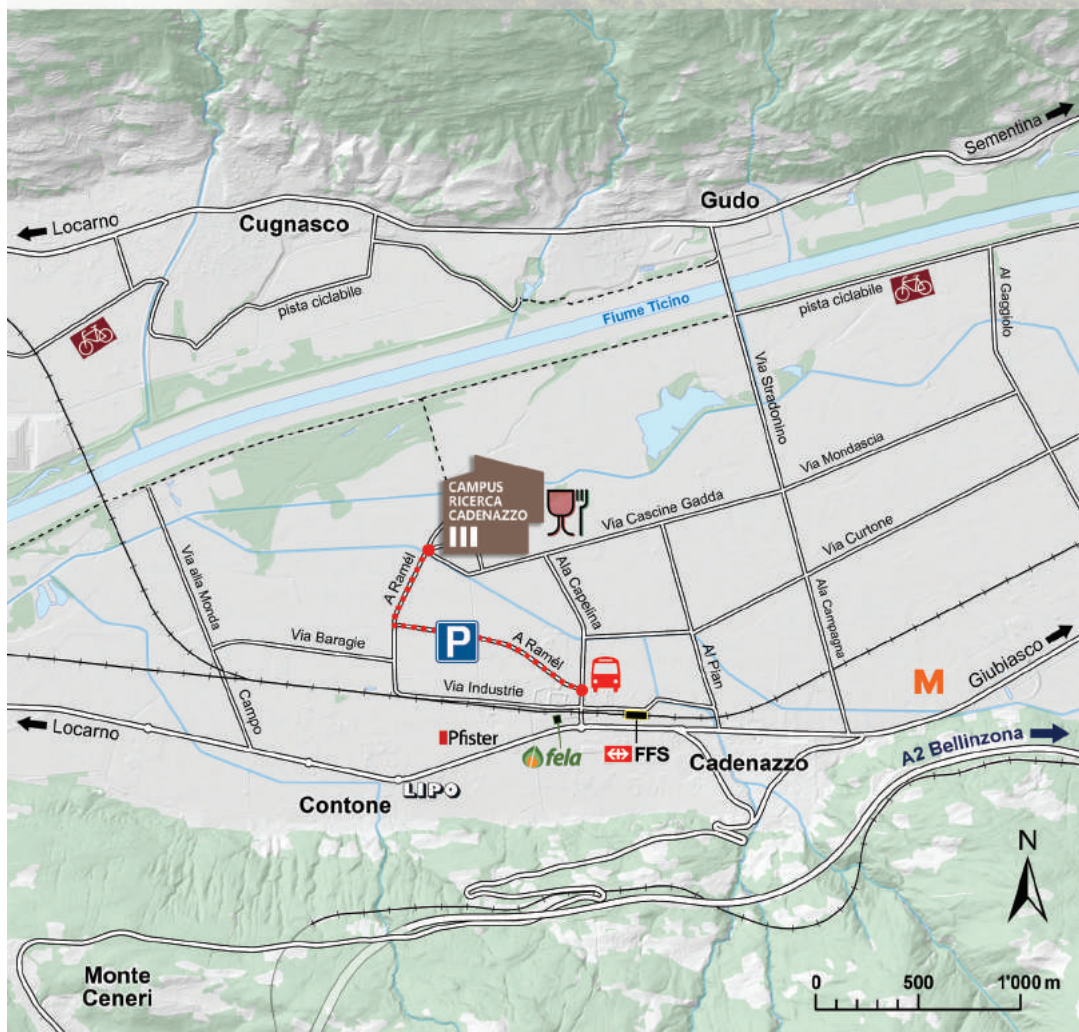 Sementina
Gudo
Locarno
Cugnasco
Al Gaggiolo
pista ciclabile
pista ciclabile
Fiume Ticino
Via Stradonino
Via Mondascia
CAMPUS
RICERCA
CADENAZZO
Via Cascine Gadda
Via Curtone
Via alla Monda
A Ramél
Ala Capelina
Ala Campagna
Via Baragie
P
A Ramél
Al Pian
Via Industrie
Campo
M
Giubiasco
Locarno
Pfister
fela
FFS
Cadenazzo
A2 Bellinzona
LIPO
Contone
N
Monte
Ceneri
0 500 1'000 m